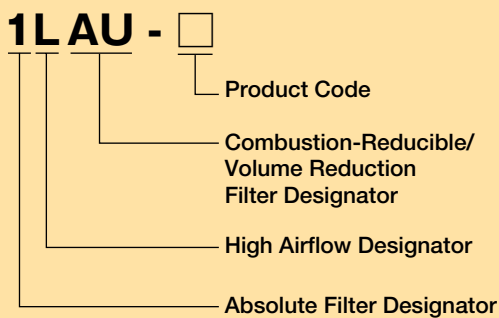 1LAU - □
Product Code
Combustion-Reducible/
Volume Reduction
Filter Designator
High Airflow Designator
Absolute Filter Designator